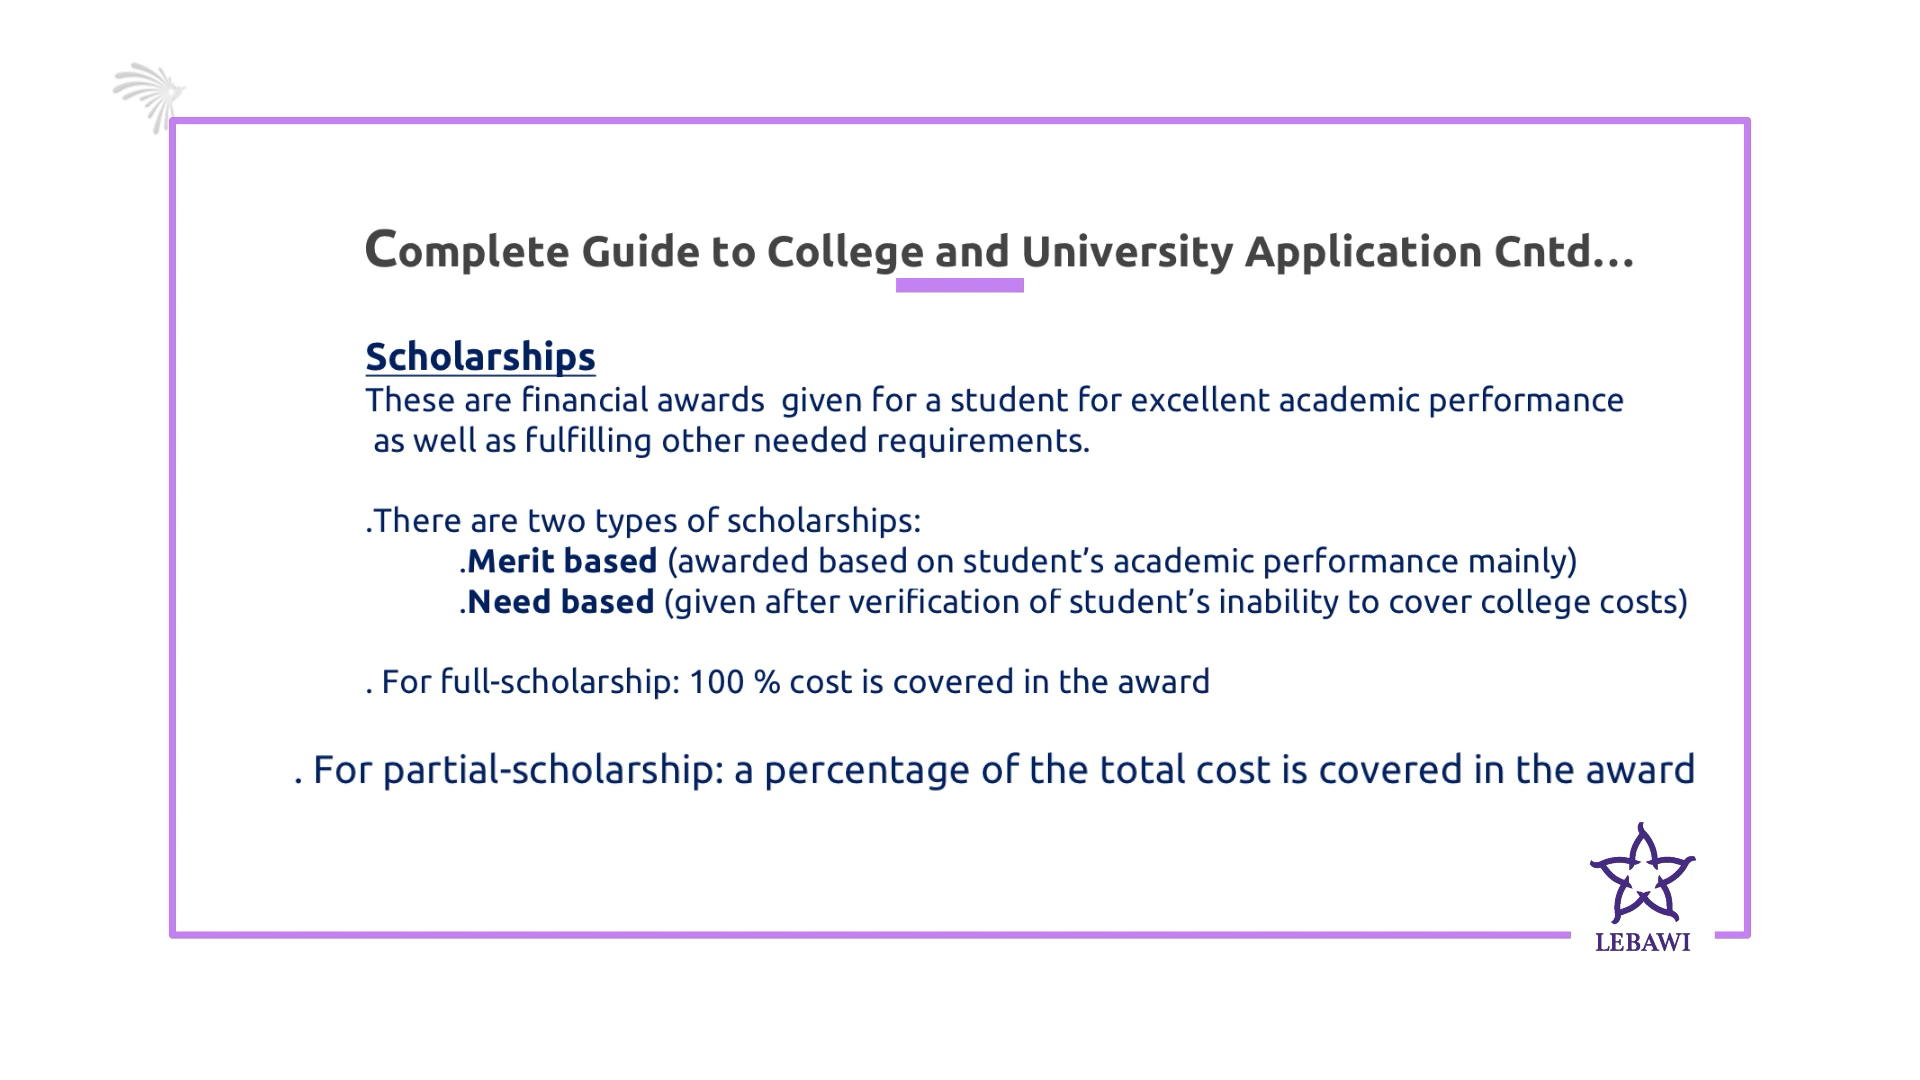 Complete Guide to College and University Application Cntd...
Scholarships
These are financial awards  given for a student for excellent academic performance
as well as fulfilling other needed requirements.
.There are two types of scholarships:
.Merit based (awarded based on student’s academic performance mainly)
.Need based (given after verification of student’s inability to cover college costs)
. For full-scholarship: 100 % cost is covered in the award
. For partial-scholarship: a percentage of the total cost is covered in the award
LEBAWI